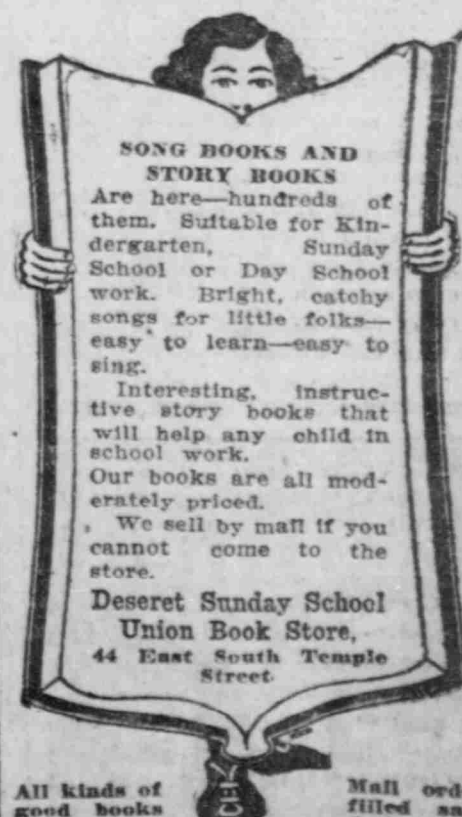 SONG BOOKS AND
STORY BOOKS
Are here—hundreds of
them. Suitable for Kin-
dergarten, Sunday
School or Day School
work. Bright, catchy
songs for little folks—
easy to learn—easy to
sing.
Interesting, instruc-
tive story books that
will help any child in
school work.
Our books are all mod-
erately priced.
We sell by mail if you
cannot come to the
store.
Deseret Sunday School
Union Book Store,
44 East South Temple
Street.
All kinds of
good books
Mail ord
filled sa